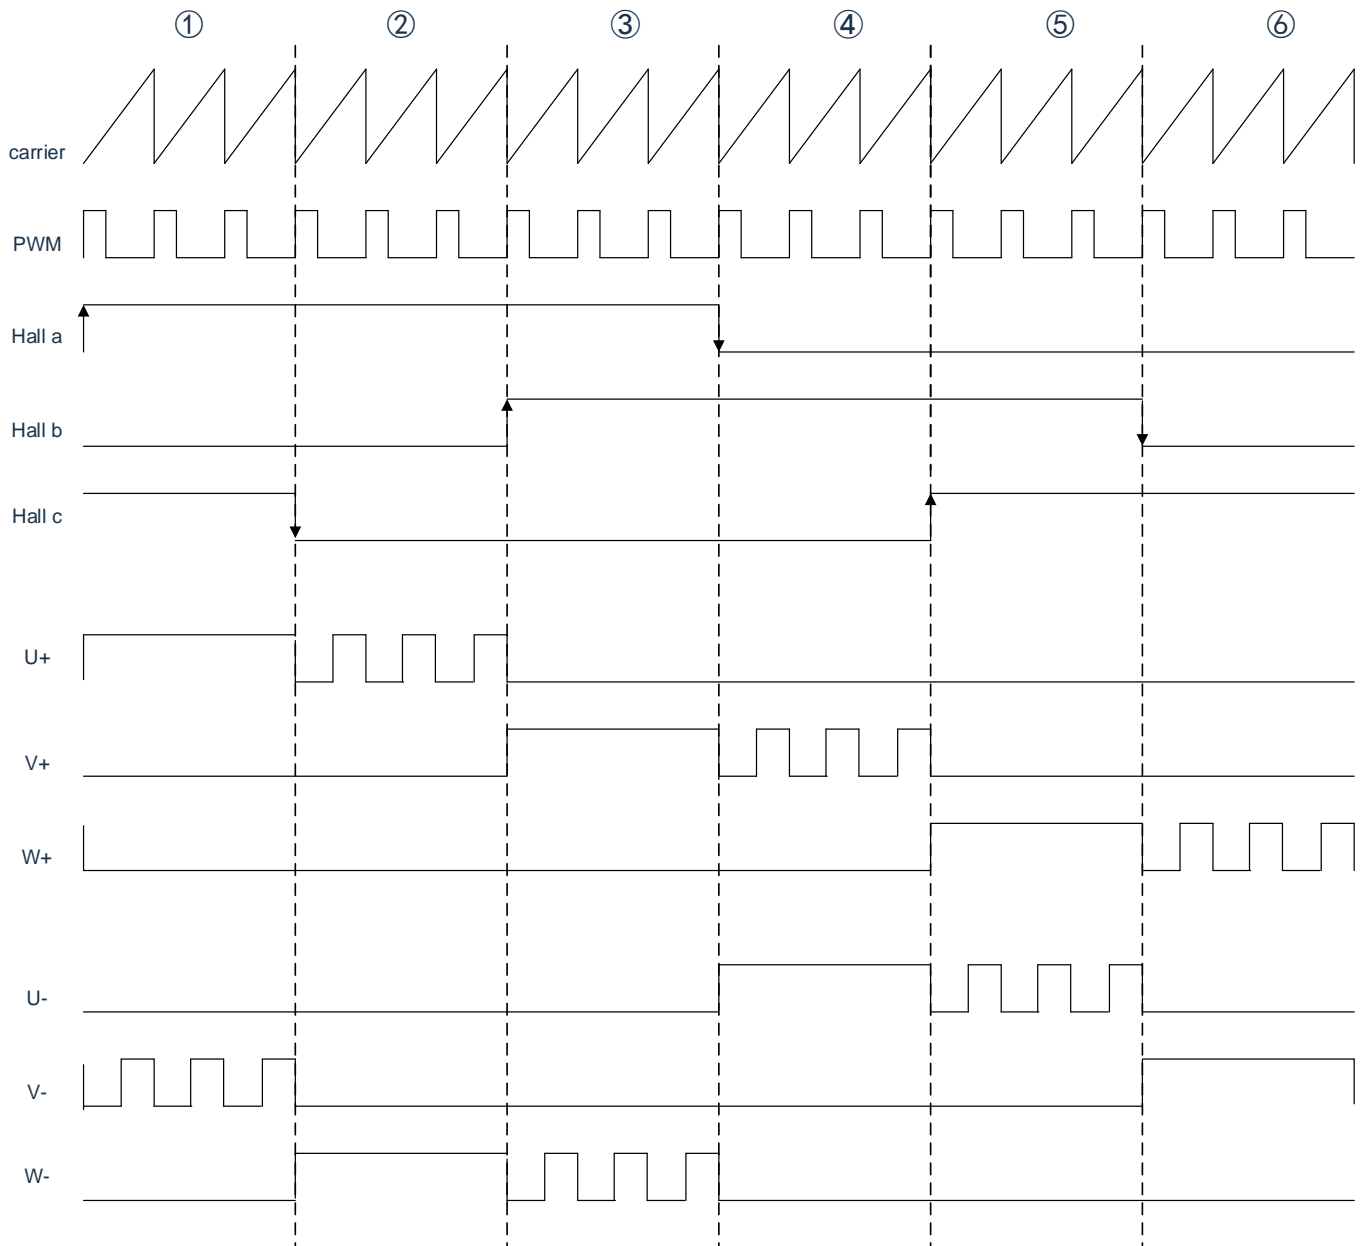 ① ② ③ ④ ⑤ ⑥
carrier
PWM
Hall a
Hall b
Hall c
U+
V+
W+
U-
V-
W-